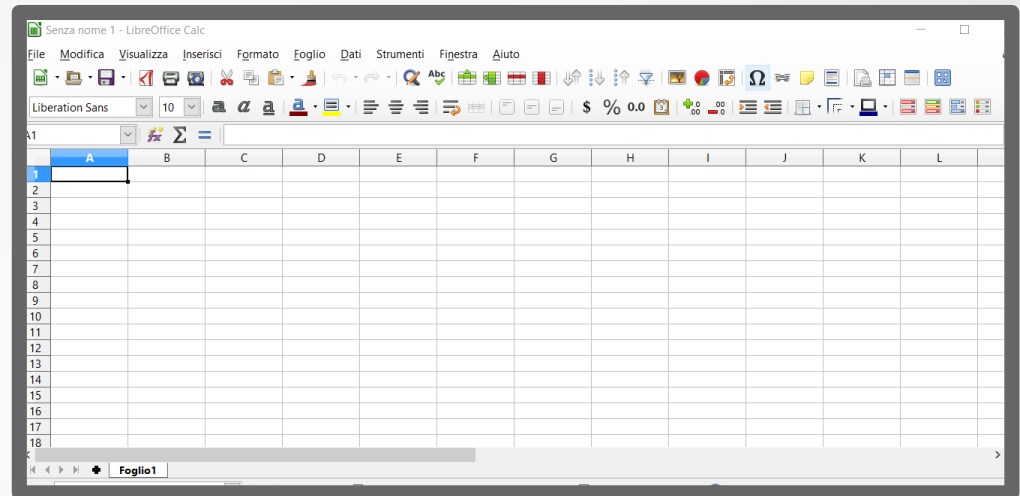 Senza nome 1 - LibreOffice Calc
File Modifica Visualizza Inserisci Formato Foglio Dati Strumenti Finestra Aiuto
Abc
Liberation Sans 10 a a a a $ % 0.0
A1
A B C D E F G H I J K L
1
2
3
4
5
6
7
8
9
10
11
12
13
14
15
16
17
18
Foglio1